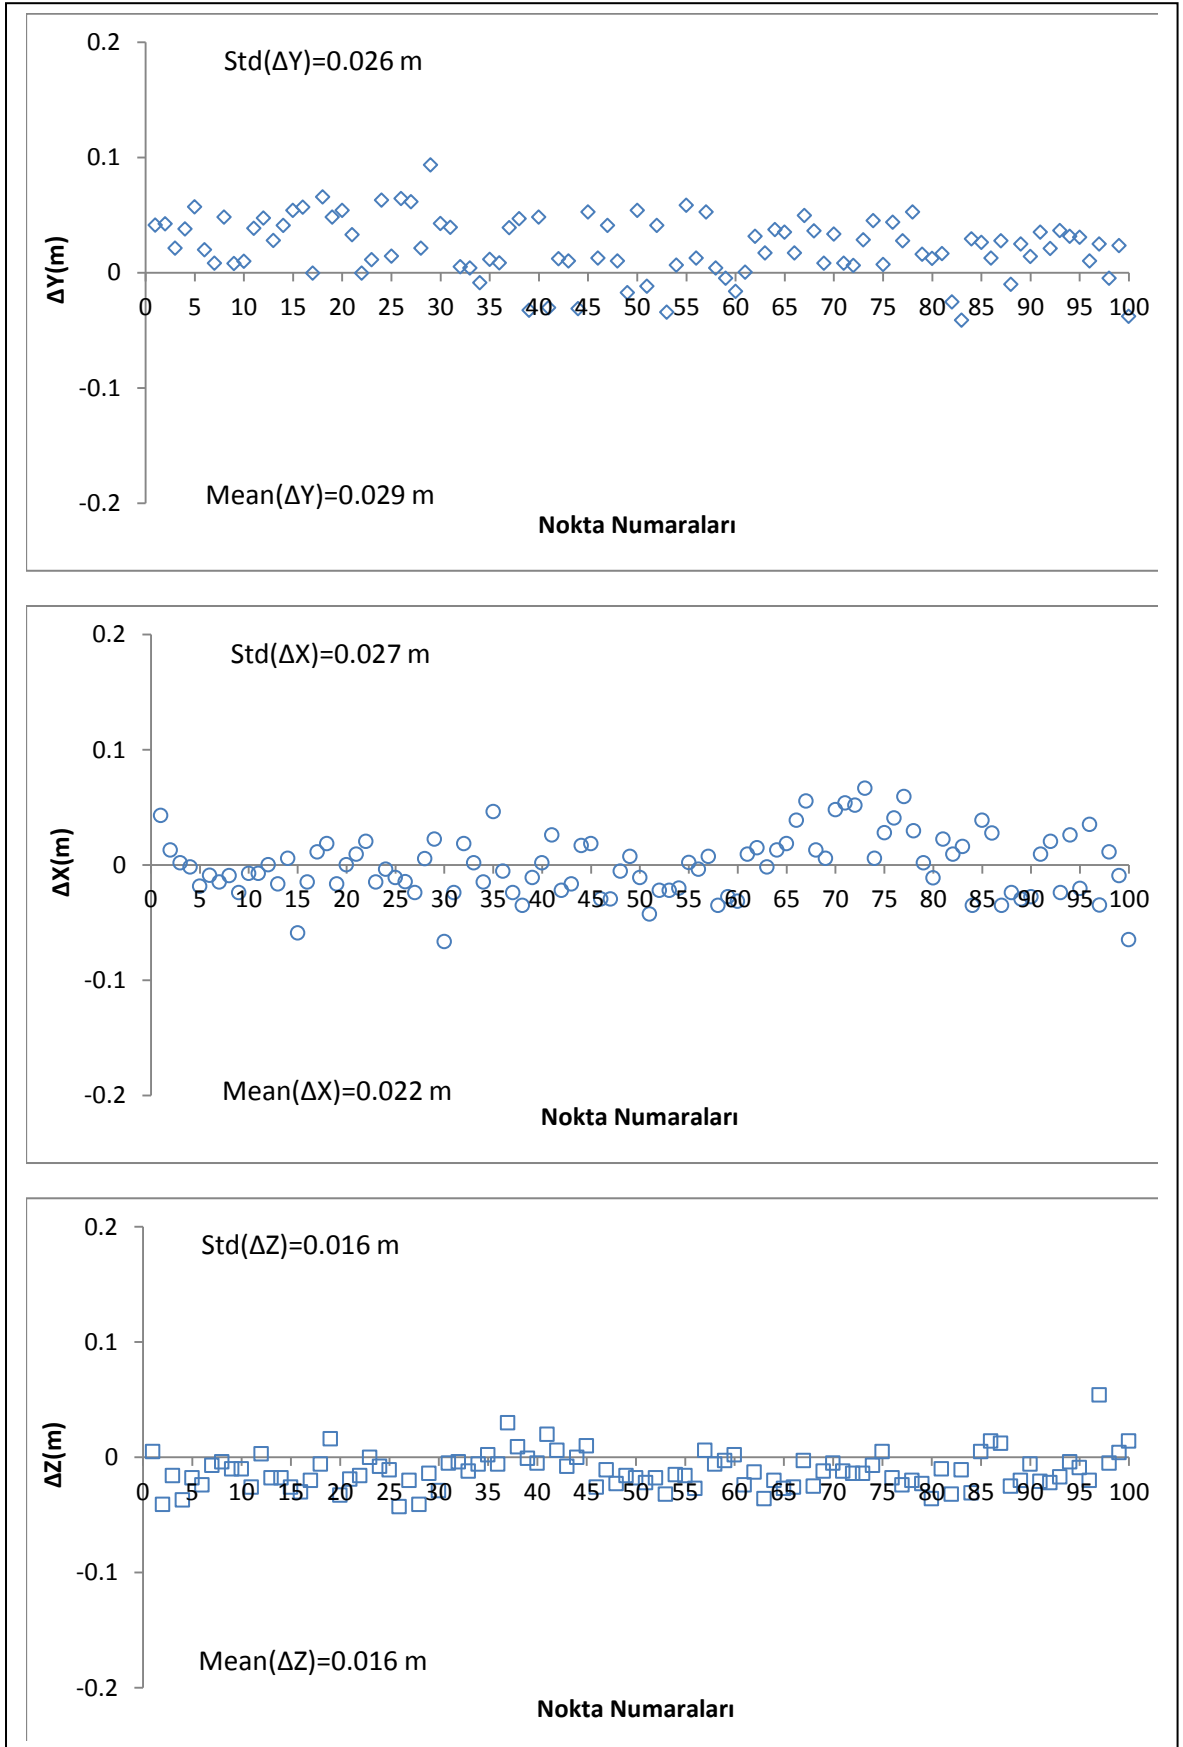 0.2
Std(ΔY)=0.026 m
0.1
ΔY(m)
0
0 5 10 15 20 25 30 35 40 45 50 55 60 65 70 75 80 85 90 95 100
-0.1
-0.2
Mean(ΔY)=0.029 m
Nokta Numaraları
0.2
Std(ΔX)=0.027 m
0.1
ΔX(m)
0
0 5 10 15 20 25 30 35 40 45 50 55 60 65 70 75 80 85 90 95 100
-0.1
-0.2
Mean(ΔX)=0.022 m
Nokta Numaraları
0.2
Std(ΔZ)=0.016 m
0.1
ΔZ(m)
0
0 5 10 15 20 25 30 35 40 45 50 55 60 65 70 75 80 85 90 95 100
-0.1
Mean(ΔZ)=0.016 m
-0.2
Nokta Numaraları